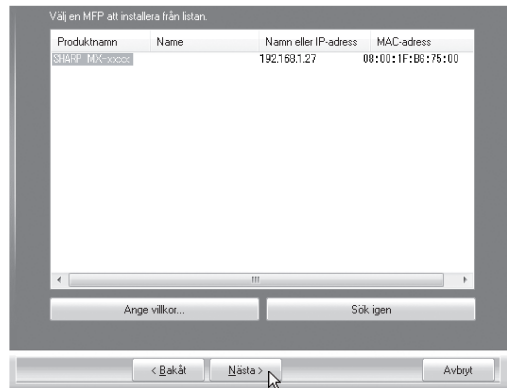 Välj en MFP att installera från listan.
Produktnamn Name Namn eller IP-adress MAC-adress
SHARP MX-xxxx 192.168.1.27 08:00:1F:B6:75:00
Ange villkor... Sök igen
< Bakåt Nästa > Avbryt